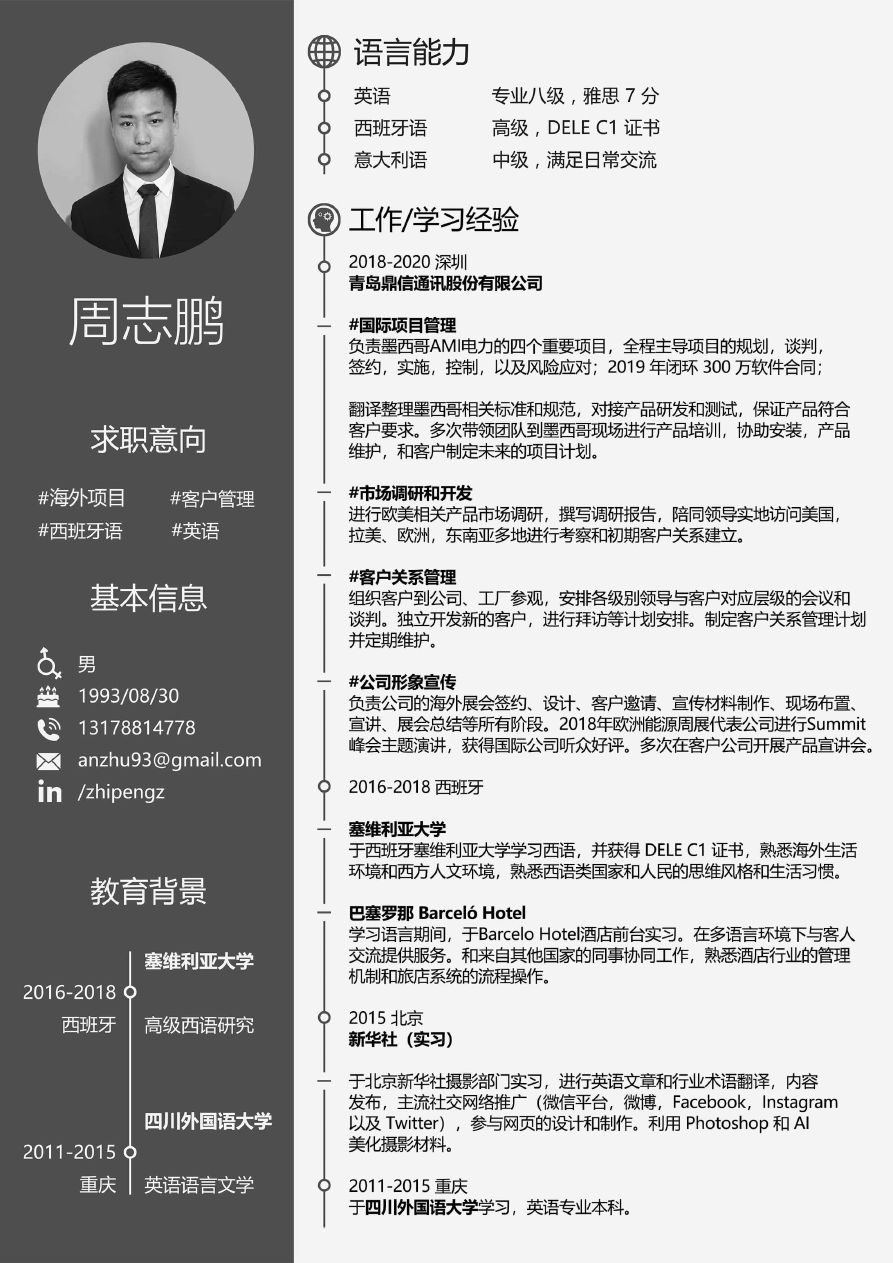 周志鹏
求职意向
#海外项目 #客户管理
#西班牙语 #英语
基本信息
男
1993/08/30
13178814778
anzhu93@gmail.com
in /zhipengz
教育背景
塞维利亚大学
2016-2018
西班牙 高级西语研究
四川外国语大学
2011-2015
重庆 英语语言文学
语言能力
英语 专业八级，雅思 7 分
西班牙语 高级，DELE C1 证书
意大利语 中级，满足日常交流
工作/学习经验
2018-2020 深圳
青岛鼎信通讯股份有限公司
#国际项目管理
负责墨西哥AMI电力的四个重要项目，全程主导项目的规划，谈判，
签约，实施，控制，以及风险应对；2019 年闭环 300 万软件合同；
翻译整理墨西哥相关标准和规范，对接产品研发和测试，保证产品符合
客户要求。多次带领团队到墨西哥现场进行产品培训，协助安装，产品
维护，和客户制定未来的项目计划。
#市场调研和开发
进行欧美相关产品市场调研，撰写调研报告，陪同领导实地访问美国，
拉美、欧洲，东南亚多地进行考察和初期客户关系建立。
#客户关系管理
组织客户到公司、工厂参观，安排各级别领导与客户对应层级的会议和
谈判。独立开发新的客户，进行拜访等计划安排。制定客户关系管理计划
并定期维护。
#公司形象宣传
负责公司的海外展会签约、设计、客户邀请、宣传材料制作、现场布置、
宣讲、展会总结等所有阶段。2018年欧洲能源周展代表公司进行Summit
峰会主题演讲，获得国际公司听众好评。多次在客户公司开展产品宣讲会。
2016-2018 西班牙
塞维利亚大学
于西班牙塞维利亚大学学习西语，并获得 DELE C1 证书，熟悉海外生活
环境和西方人文环境，熟悉西语类国家和人民的思维风格和生活习惯。
巴塞罗那 Barceló Hotel
学习语言期间，于Barcelo Hotel酒店前台实习。在多语言环境下与客人
交流提供服务。和来自其他国家的同事协同工作，熟悉酒店行业的管理
机制和旅店系统的流程操作。
2015 北京
新华社（实习）
于北京新华社摄影部门实习，进行英语文章和行业术语翻译，内容
发布，主流社交网络推广（微信平台，微博，Facebook，Instagram
以及 Twitter），参与网页的设计和制作。利用 Photoshop 和 AI
美化摄影材料。
2011-2015 重庆
于四川外国语大学学习，英语专业本科。